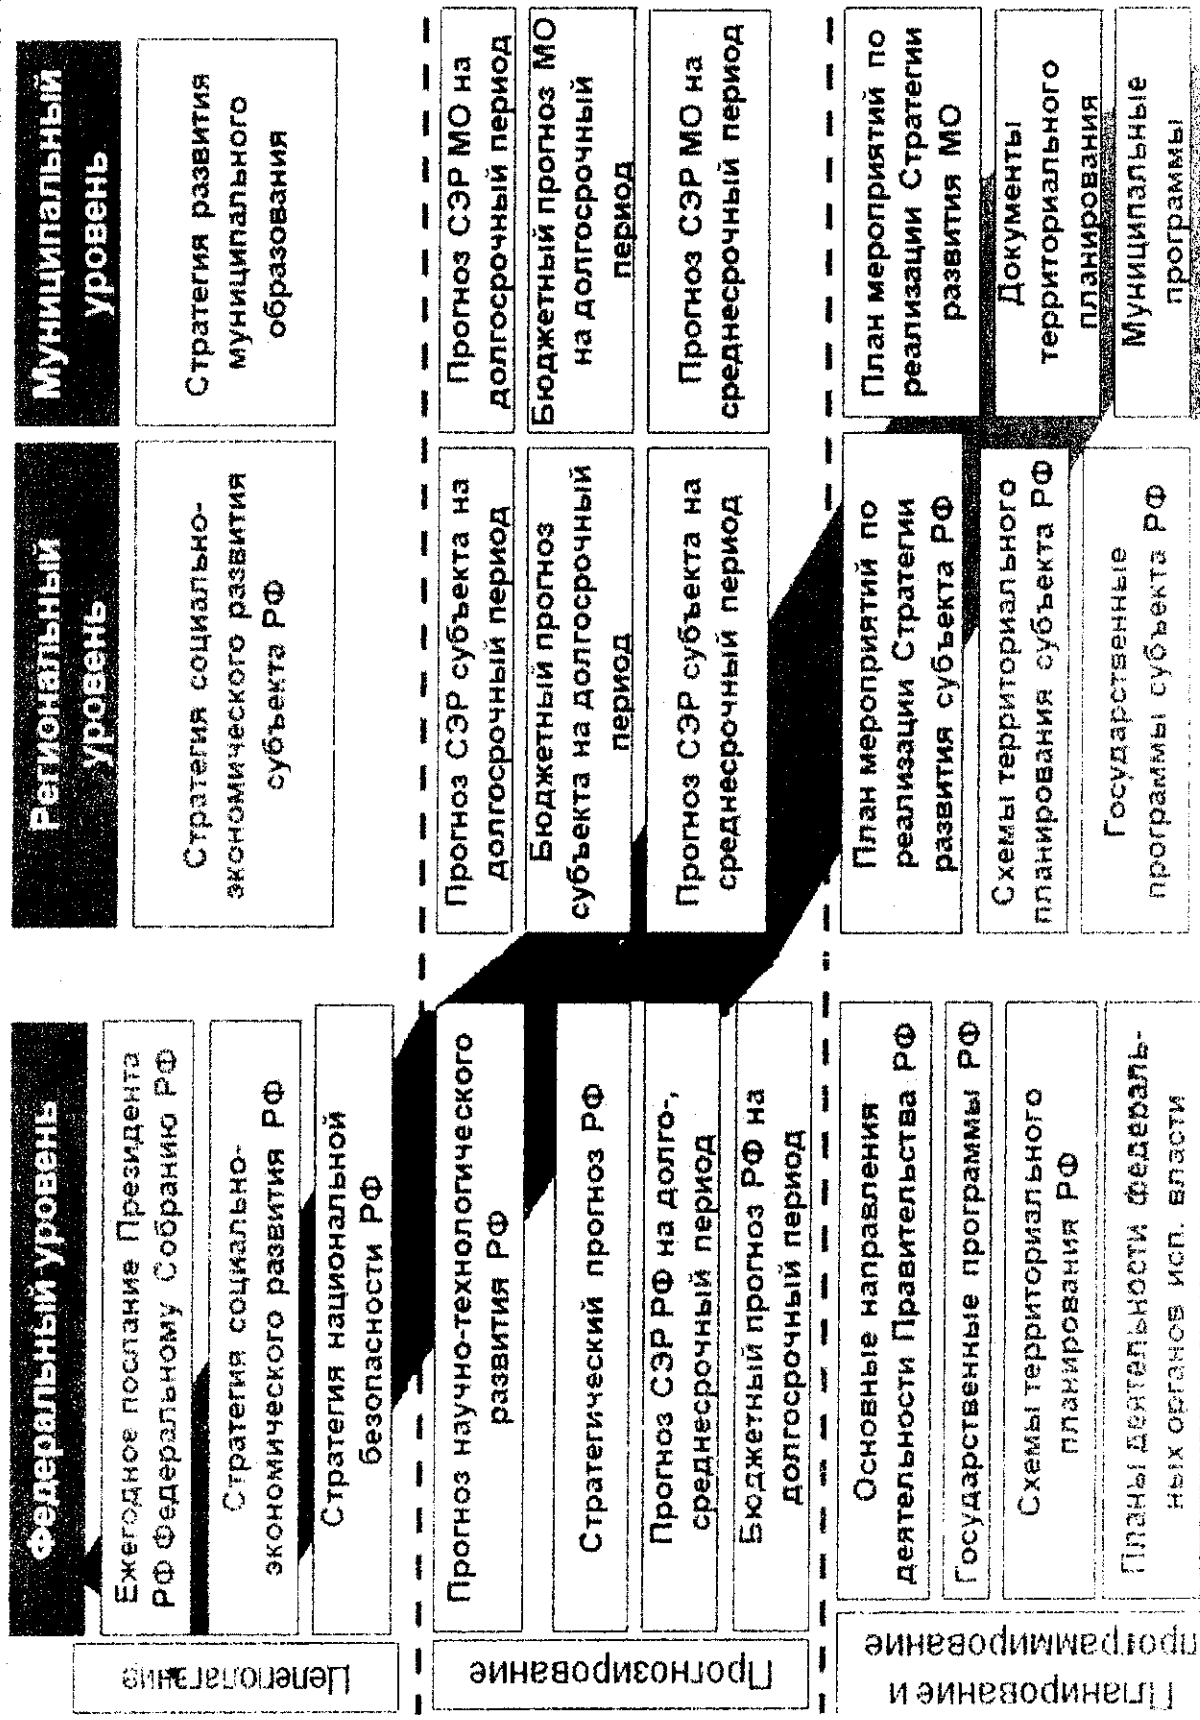 Федеральный уровень
Региональный
уровень
Муниципальный
уровень
Целеполагание
Ежегодное послание Президента
РФ Федеральному Собранию РФ
Стратегия социально-
экономического развития РФ
Стратегия национальной
безопасности РФ
Стратегия социально-
экономического развития
субъекта РФ
Стратегия развития
муниципального
образования
Прогнозирование
Прогноз научно-технологического
развития РФ
Стратегический прогноз РФ
Прогноз СЭР РФ на долго-,
среднесрочный период
Бюджетный прогноз РФ на
долгосрочный период
Прогноз СЭР субъекта на
долгосрочный период
Бюджетный прогноз
субъекта на долгосрочный
период
Прогноз СЭР субъекта на
среднесрочный период
Прогноз СЭР МО на
долгосрочный период
Бюджетный прогноз МО
на долгосрочный
период
Прогноз СЭР МО на
среднесрочный период
Планирование и
программирование
Основные направления
деятельности Правительства РФ
Государственные программы РФ
Схемы территориального
планирования РФ
Планы деятельности федераль-
ных органов исп. власти
План мероприятий по
реализации Стратегии
развития субъекта РФ
Схемы территориального
планирования субъекта РФ
Государственные
программы субъекта РФ
План мероприятий по
реализации Стратегии
развития МО
Документы
территориального
планирования
Муниципальные
программы